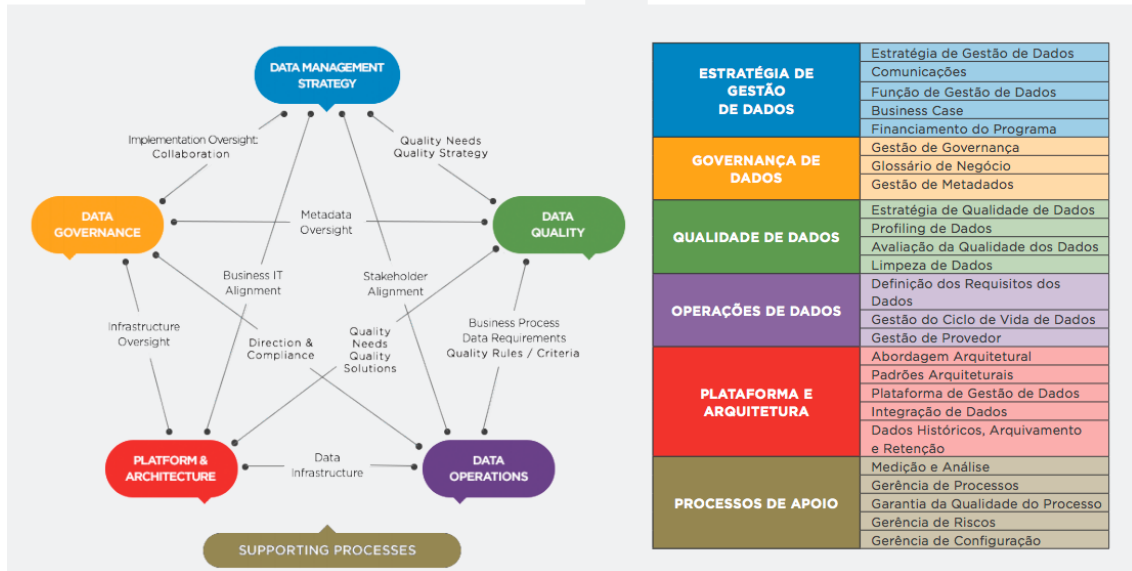 DATA MANAGEMENT
STRATEGY
Implementation Oversight:
Collaboration
Quality Needs
Quality Strategy
DATA
GOVERNANCE
Metadata
Oversight
DATA
QUALITY
Business IT
Alignment
Stakeholder
Alignment
Infrastructure
Oversight
Direction &
Compliance
Quality
Needs
Quality
Solutions
Business Process
Data Requirements
Quality Rules / Criteria
PLATFORM &
ARCHITECTURE
Data
Infrastructure
DATA
OPERATIONS
SUPPORTING PROCESSES
ESTRATÉGIA DE
GESTÃO
DE DADOS
Estratégia de Gestão de Dados
Comunicações
Função de Gestão de Dados
Business Case
Financiamento do Programa
GOVERNANÇA DE
DADOS
Gestão de Governança
Glossário de Negócio
Gestão de Metadados
QUALIDADE DE DADOS
Estratégia de Qualidade de Dados
Profiling de Dados
Avaliação da Qualidade dos Dados
Limpeza de Dados
OPERAÇÕES DE DADOS
Definição dos Requisitos dos
Dados
Gestão do Ciclo de Vida de Dados
Gestão de Provedor
PLATAFORMA E
ARQUITETURA
Abordagem Arquitetural
Padrões Arquiteturais
Plataforma de Gestão de Dados
Integração de Dados
Dados Históricos, Arquivamento
e Retenção
PROCESSOS DE APOIO
Medição e Análise
Gerência de Processos
Garantia da Qualidade do Processo
Gerência de Riscos
Gerência de Configuração